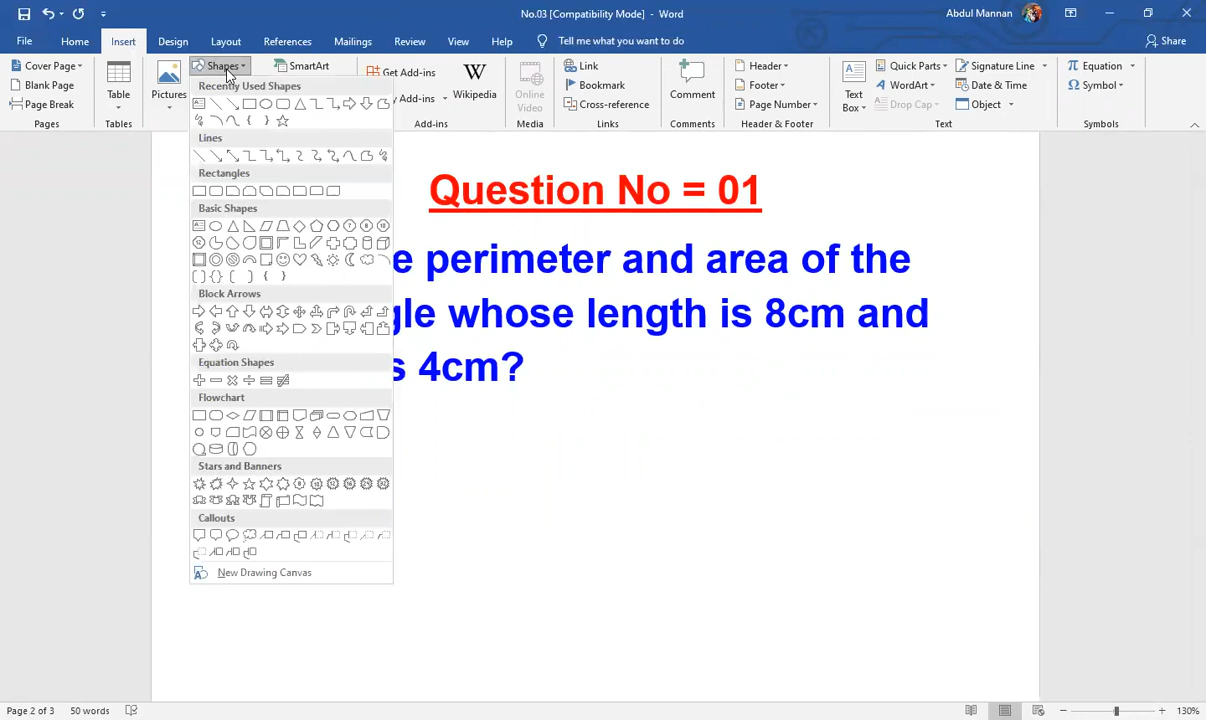 No.03 [Compatibility Mode] - Word
Abdul Mannan
File Home Insert Design Layout References Mailings Review View Help Tell me what you want to do Share
Cover Page
Blank Page
Page Break
Pages
Table
Tables
Pictures
Shapes
SmartArt
Get Add-ins
Add-ins
Wikipedia
Add-ins
Online Video
Media
Link
Bookmark
Cross-reference
Links
Comment
Comments
Header
Footer
Page Number
Header & Footer
Text Box
Quick Parts
WordArt
Drop Cap
Signature Line
Date & Time
Object
Text
Equation
Symbol
Symbols
Recently Used Shapes
Lines
Rectangles
Basic Shapes
Block Arrows
Equation Shapes
Flowchart
Stars and Banners
Callouts
New Drawing Canvas
Question No = 01
e perimeter and area of the
gle whose length is 8cm and
s 4cm?
Page 2 of 3 50 words 130%